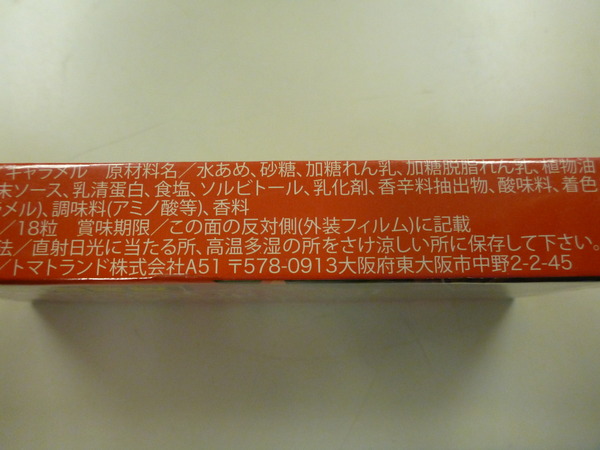 キャラメル　原材料名／水あめ、砂糖、加糖れん乳、加糖脱脂れん乳、植物油
末ソース、乳清蛋白、食塩、ソルビトール、乳化剤、香辛料抽出物、酸味料、着色
メル)、調味料(アミノ酸等)、香料
／18粒　賞味期限／この面の反対側(外装フィルム)に記載
法／直射日光に当たる所、高温多湿の所をさけ涼しい所に保存して下さい。
／トマトランド株式会社A51 〒578-0913大阪府東大阪市中野2-2-45